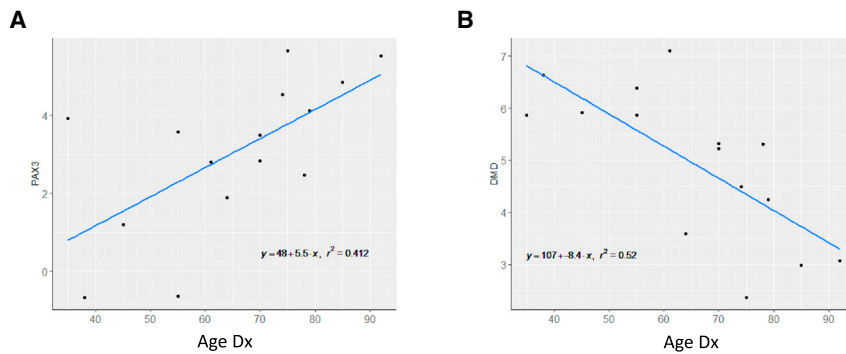 A
B
PAX3
4
2
0
y = 48 + 5.5 · x, r² = 0.412
40 50 60 70 80 90
Age Dx
DMD
7
6
5
4
3
y = 107 + -8.4 · x, r² = 0.52
40 50 60 70 80 90
Age Dx